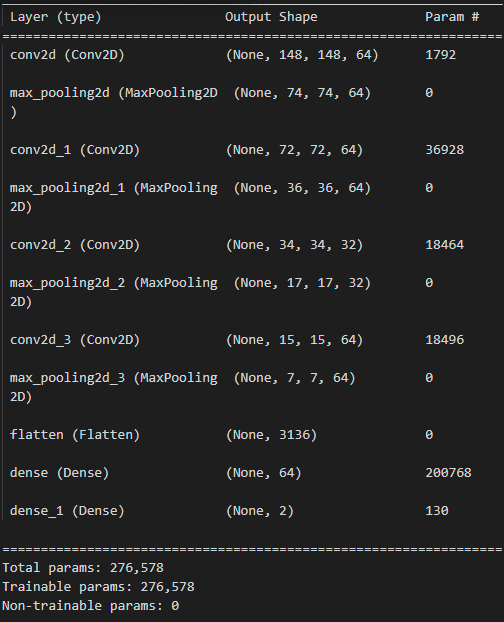 Layer (type) Output Shape Param #
=================================================================
conv2d (Conv2D) (None, 148, 148, 64) 1792
max_pooling2d (MaxPooling2D (None, 74, 74, 64) 0
)
conv2d_1 (Conv2D) (None, 72, 72, 64) 36928
max_pooling2d_1 (MaxPooling (None, 36, 36, 64) 0
2D)
conv2d_2 (Conv2D) (None, 34, 34, 32) 18464
max_pooling2d_2 (MaxPooling (None, 17, 17, 32) 0
2D)
conv2d_3 (Conv2D) (None, 15, 15, 64) 18496
max_pooling2d_3 (MaxPooling (None, 7, 7, 64) 0
2D)
flatten (Flatten) (None, 3136) 0
dense (Dense) (None, 64) 200768
dense_1 (Dense) (None, 2) 130
=================================================================
Total params: 276,578
Trainable params: 276,578
Non-trainable params: 0